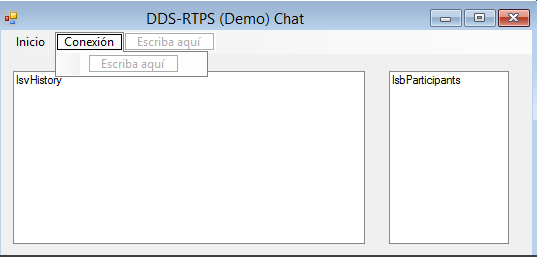 DDS-RTPS (Demo) Chat
Inicio Conexión Escriba aquí
Escriba aquí
lsvHistory lsbParticipants